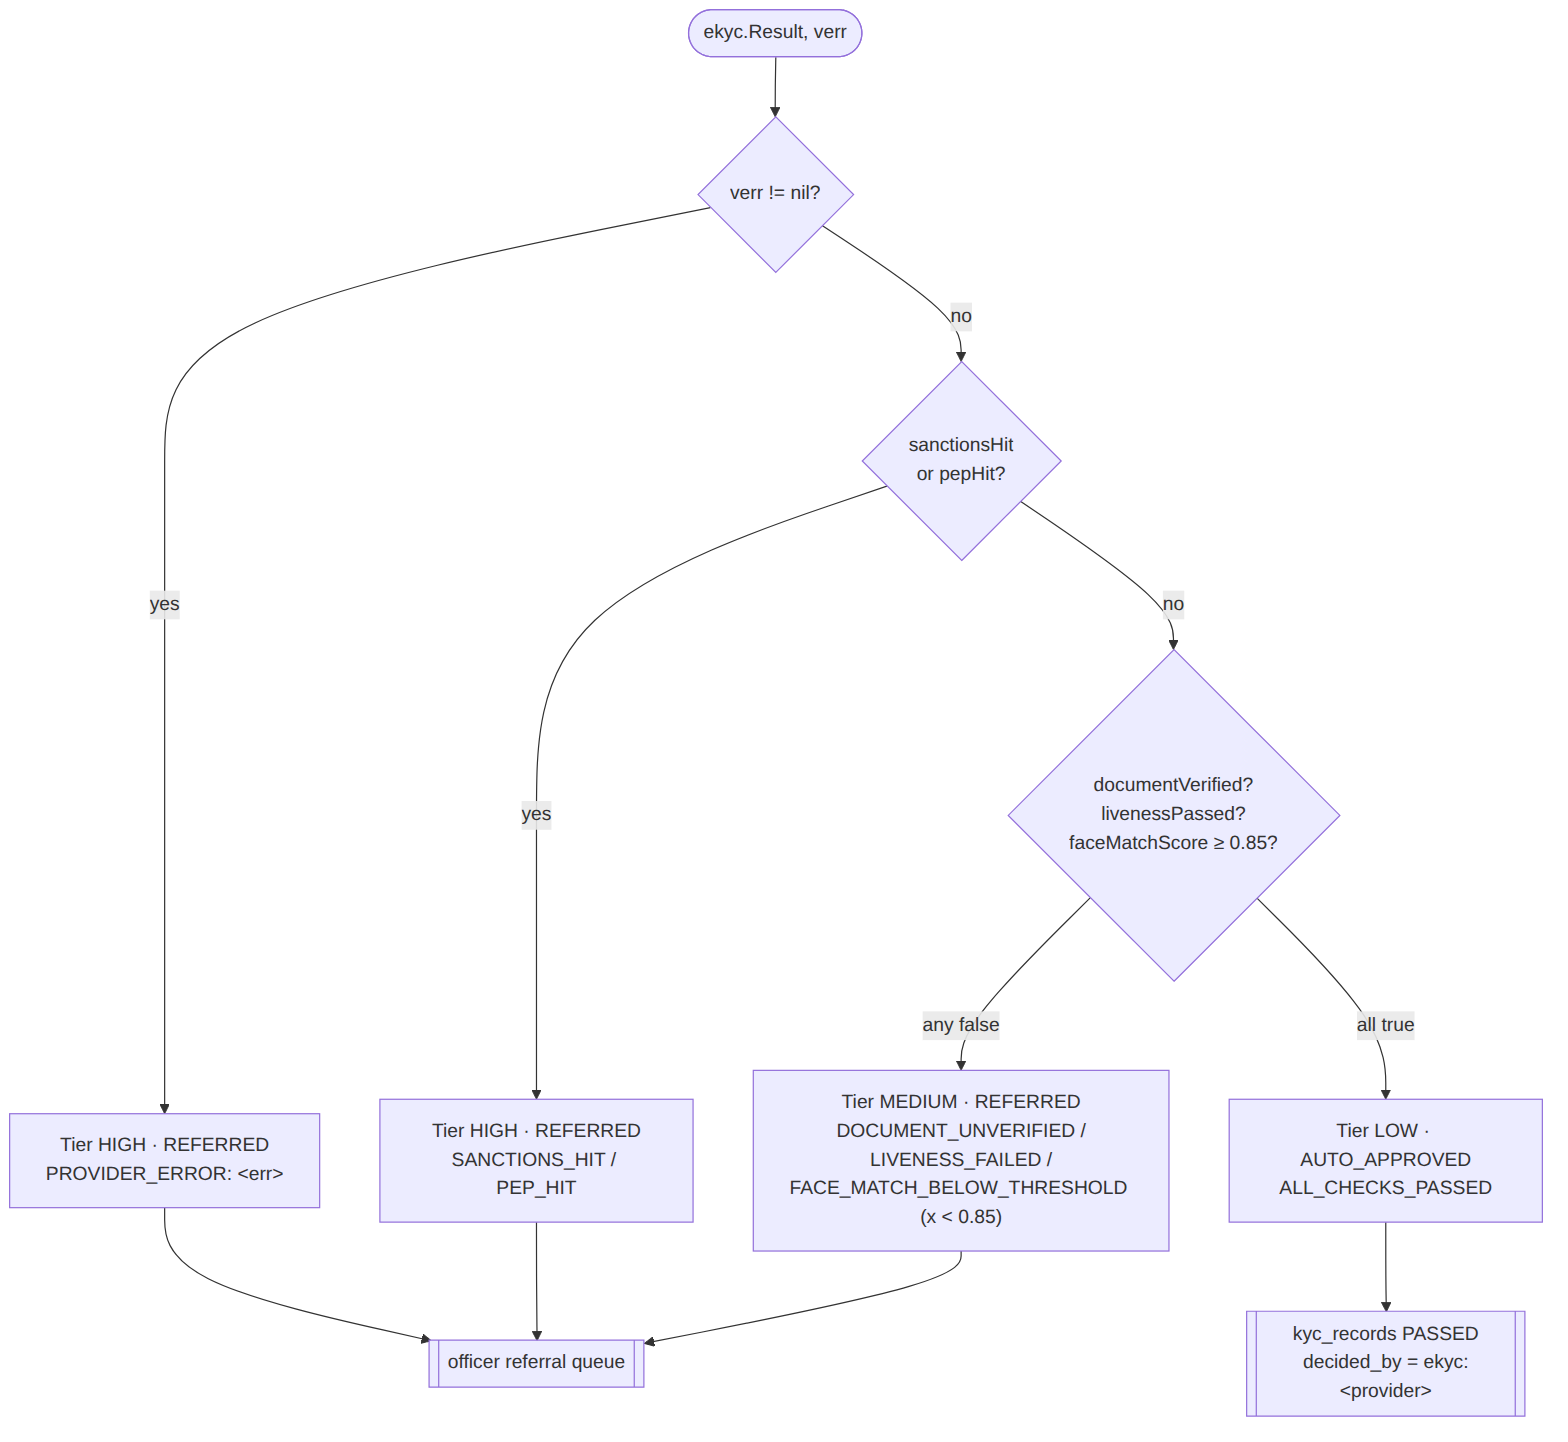 ekyc.Result, verr
verr != nil?
no
sanctionsHit
or pepHit?
yes
no
documentVerified?
livenessPassed?
faceMatchScore ≥ 0.85?
yes
any false
all true
Tier HIGH · REFERRED
PROVIDER_ERROR: <err>
Tier HIGH · REFERRED
SANCTIONS_HIT /
PEP_HIT
Tier MEDIUM · REFERRED
DOCUMENT_UNVERIFIED /
LIVENESS_FAILED /
FACE_MATCH_BELOW_THRESHOLD
(x < 0.85)
Tier LOW ·
AUTO_APPROVED
ALL_CHECKS_PASSED
officer referral queue
kyc_records PASSED
decided_by = ekyc:
<provider>